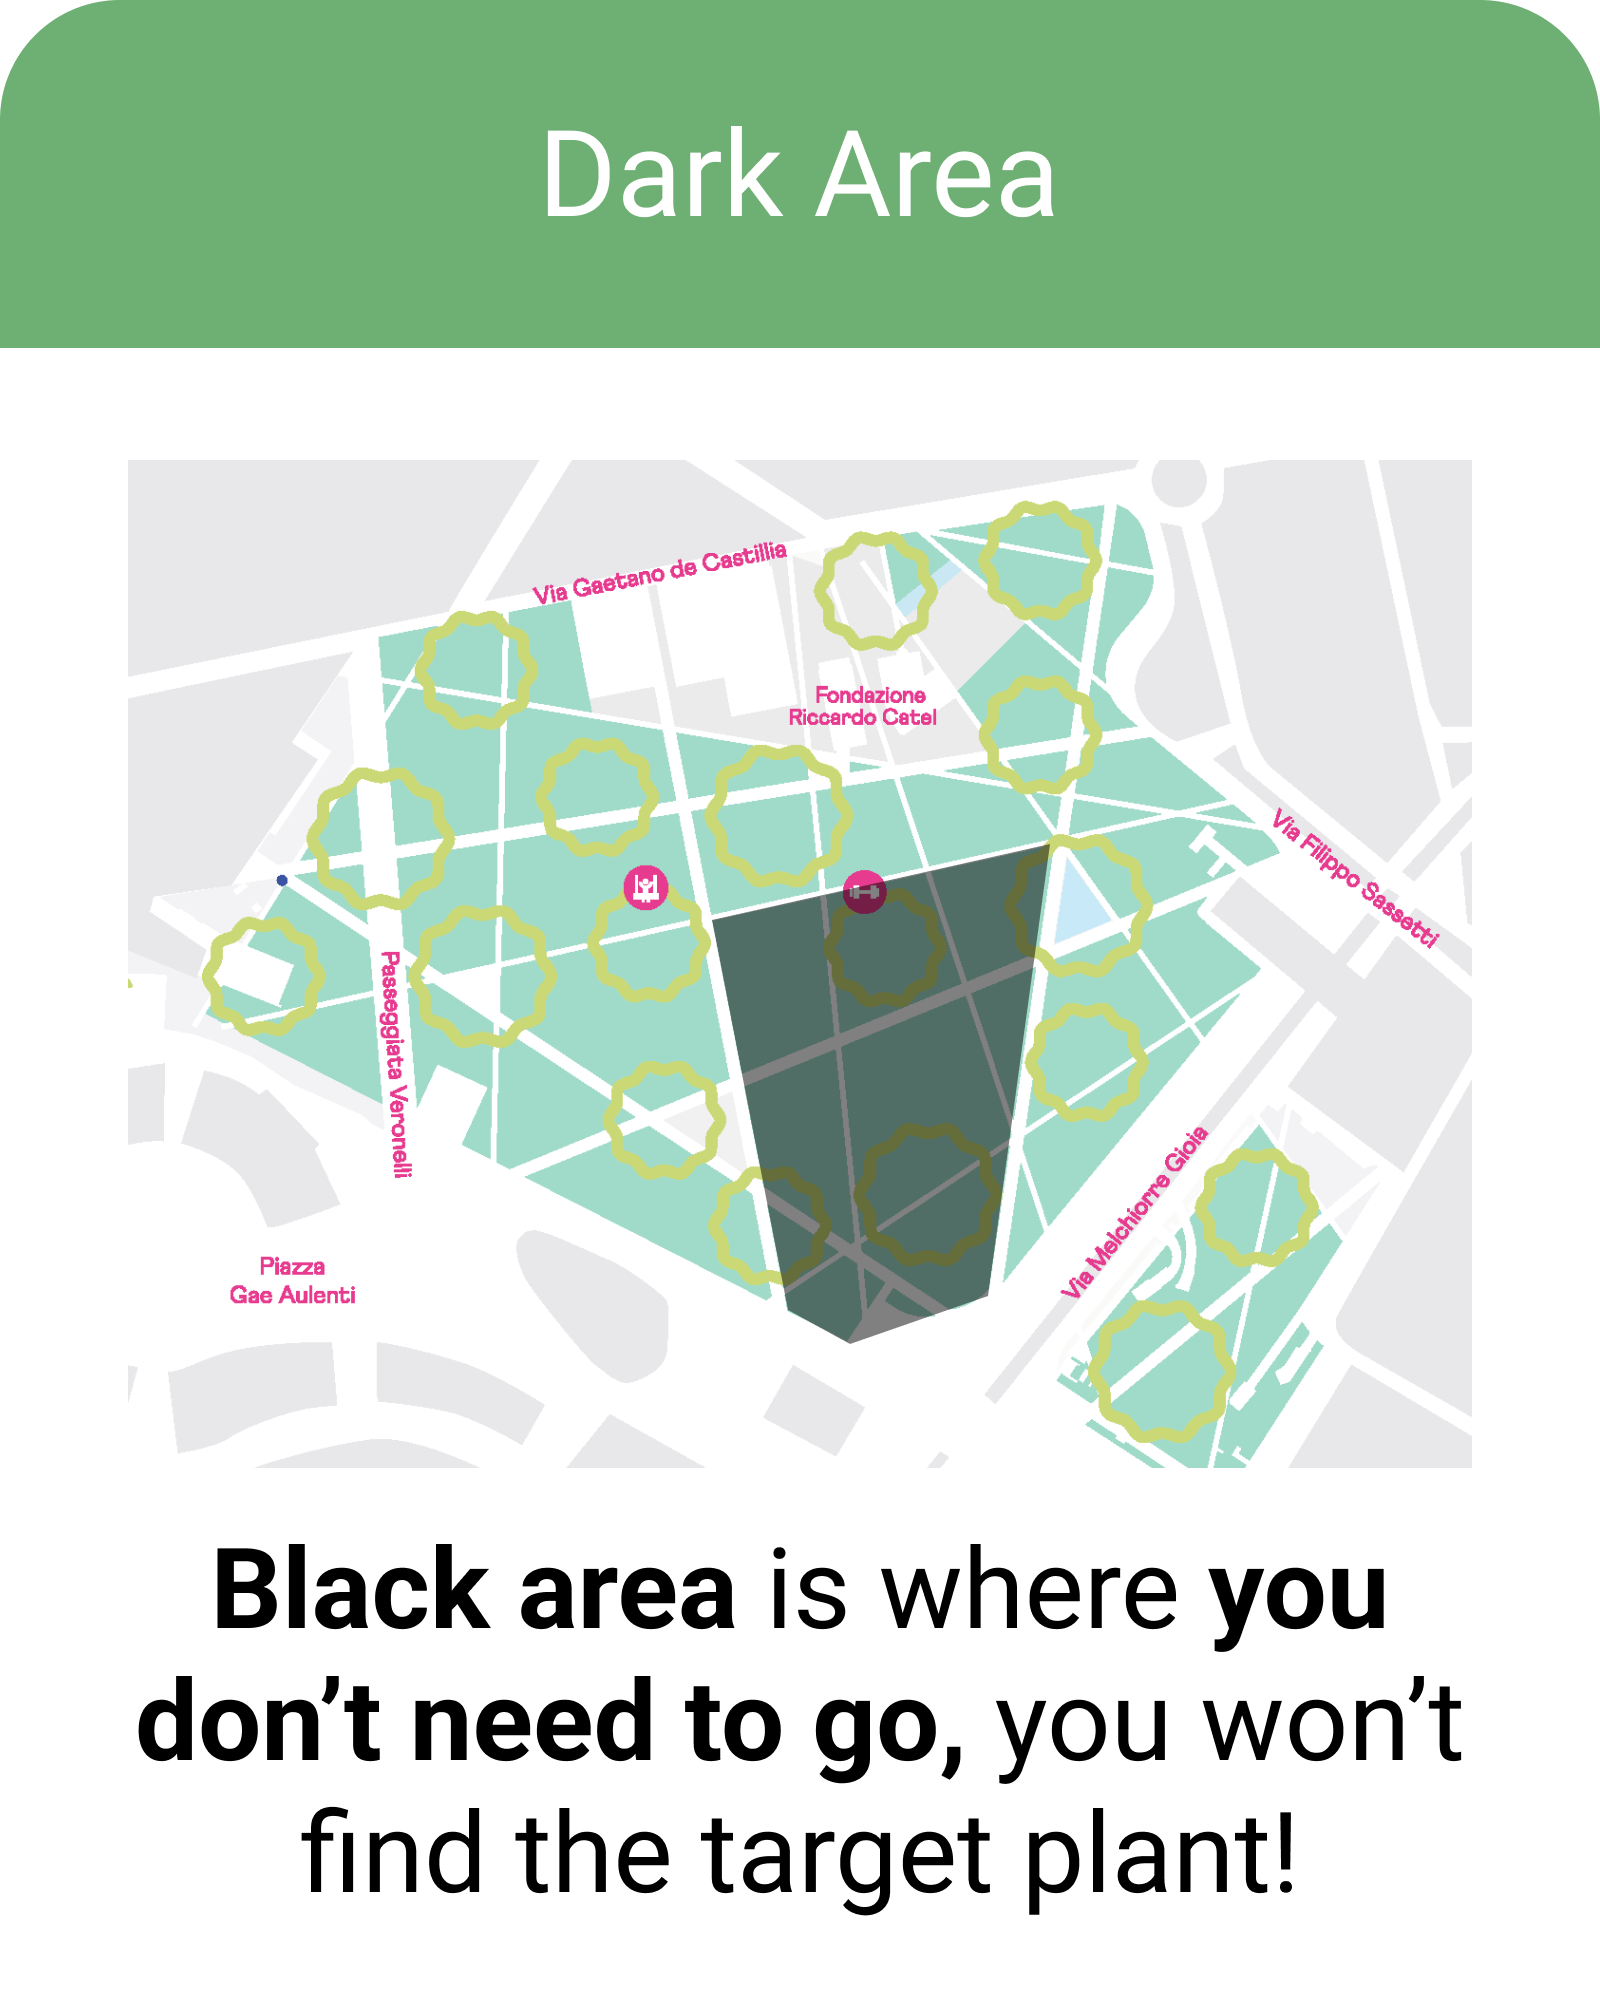 Dark Area
Via Gaetano de Castillia
Fondazione
Riccardo Catel
Via Filippo Sassetti
Passeggiata Veronelli
Via Melchiorre Gioia
Piazza
Gae Aulenti
Black area is where you
don’t need to go, you won’t
find the target plant!